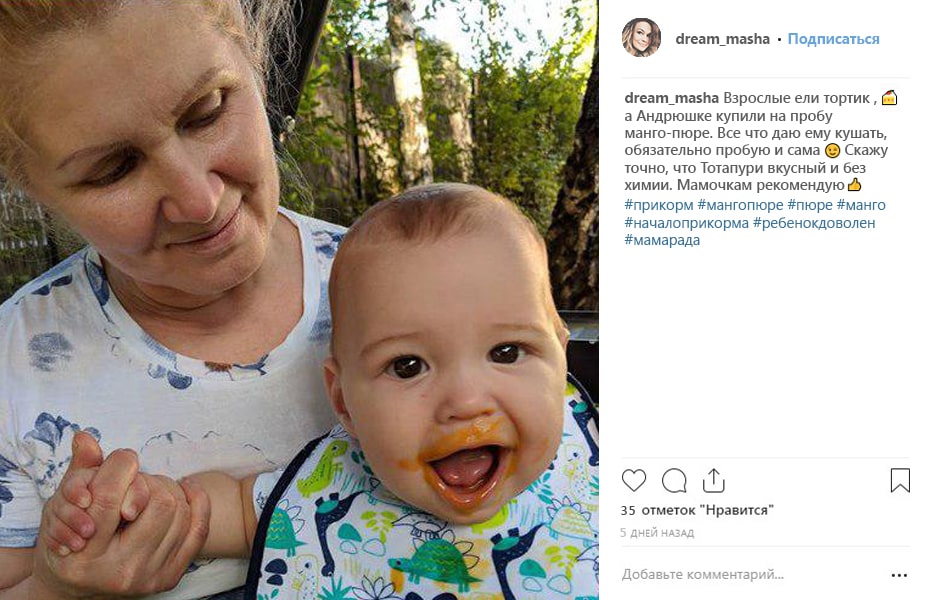 dream_masha • Подписаться
dream_masha Взрослые ели тортик , 🍰
а Андрюшке купили на пробу
манго-пюре. Все что даю ему кушать,
обязательно пробую и сама 😉 Скажу
точно, что Тотапури вкусный и без
химии. Мамочкам рекомендую👍
#прикорм #мангопюре #пюре #манго
#началоприкорма #ребенокдоволен
#мамарада
35 отметок "Нравится"
5 ДНЕЙ НАЗАД
Добавьте комментарий...